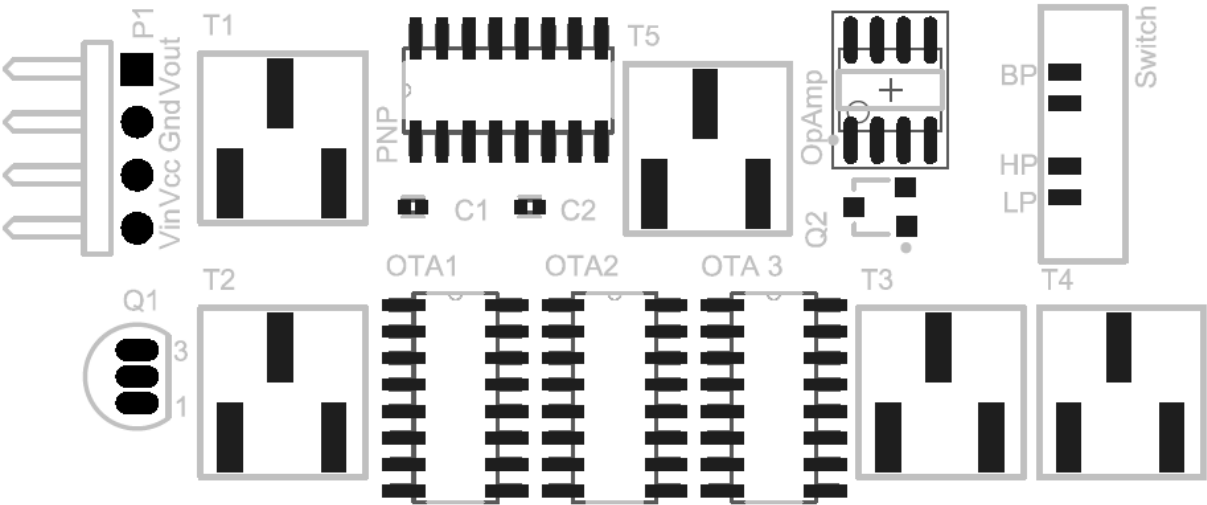 P1
Vout
Gnd
Vcc
Vin
T1
PNP
C1
C2
T5
OpAmp
Q2
BP
HP
LP
Switch
Q1
3
1
T2
OTA1
OTA2
OTA 3
T3
T4